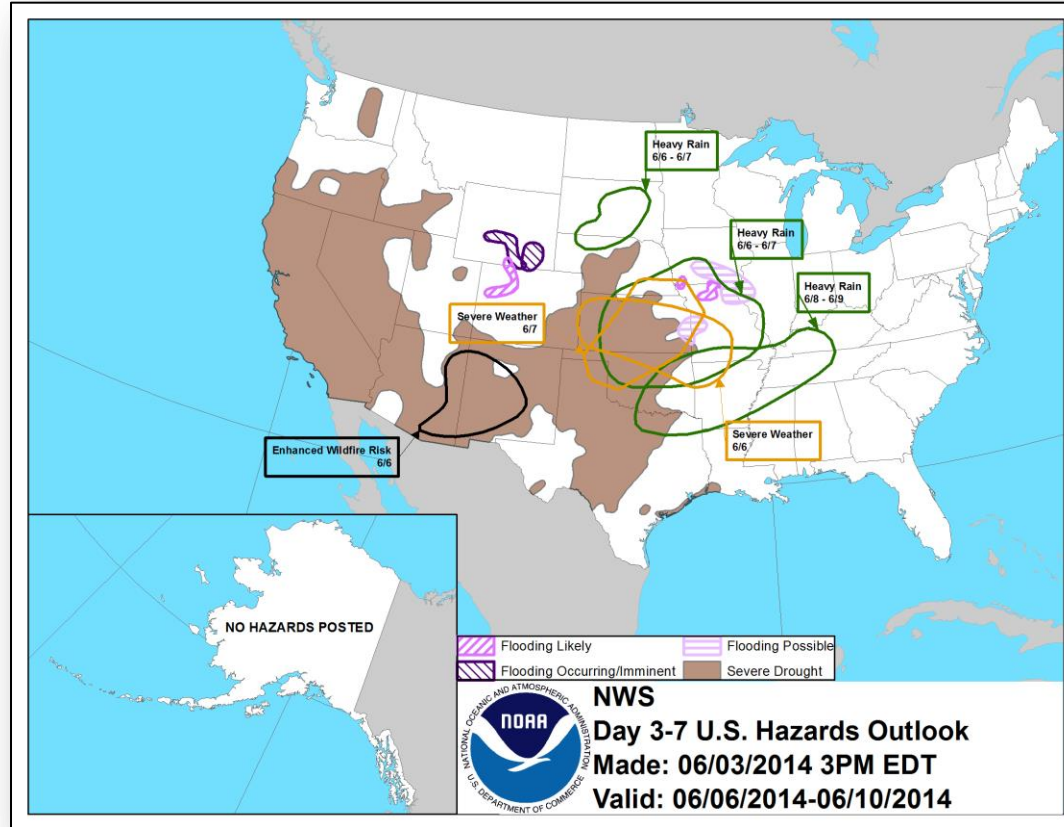 Heavy Rain
6/6 - 6/7
Heavy Rain
6/6 - 6/7
Heavy Rain
6/8 - 6/9
Severe Weather
6/7
Severe Weather
6/6
Enhanced Wildfire Risk
6/6
NO HAZARDS POSTED
Flooding Likely
Flooding Possible
Flooding Occurring/Imminent
Severe Drought
NATIONAL OCEANIC AND ATMOSPHERIC ADMINISTRATION
NOAA
U.S. DEPARTMENT OF COMMERCE
NWS
Day 3-7 U.S. Hazards Outlook
Made: 06/03/2014 3PM EDT
Valid: 06/06/2014-06/10/2014